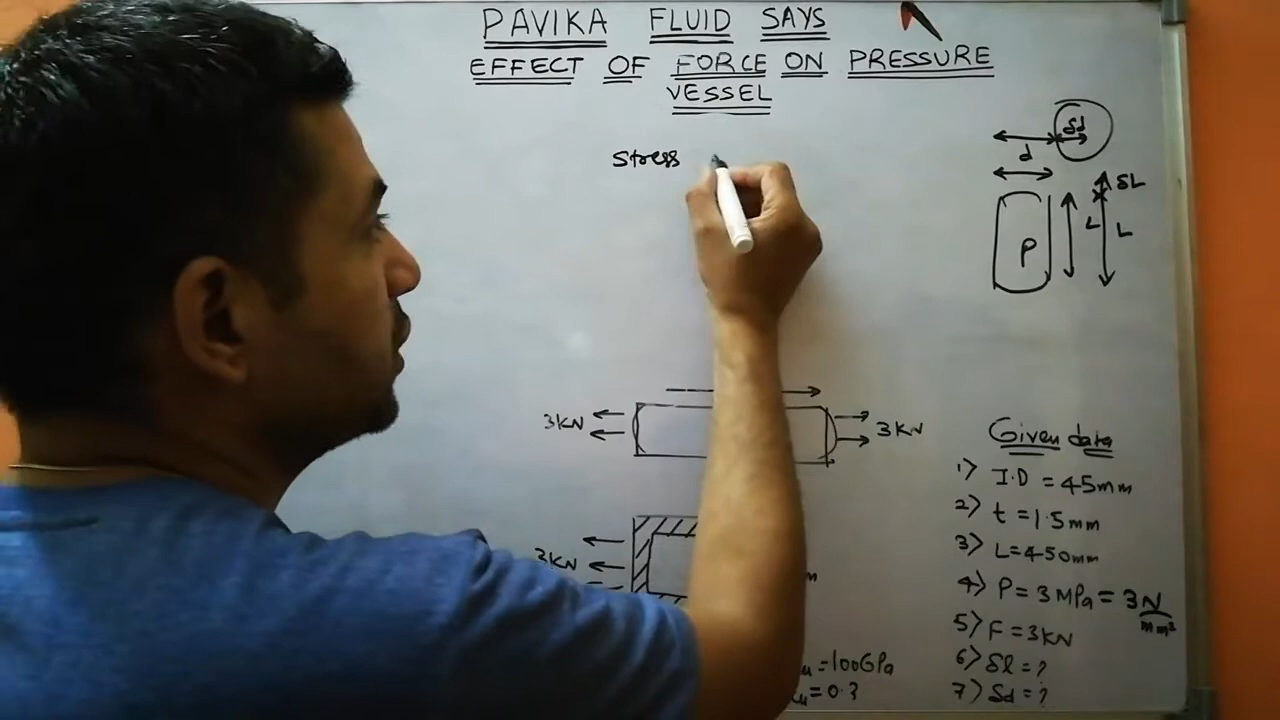 PAVIKA FLUID SAYS
EFFECT OF FORCE ON PRESSURE
VESSEL
Stress
δd
d
δL
L
L
P
3KN
3KN
3KN
Given data
1) I.D = 45mm
2) t = 1.5mm
3) L = 450mm
4) P = 3 MPa = 3 N/mm²
5) F = 3KN
6) δl = ?
7) δd = ?
=100GPa
=0.3